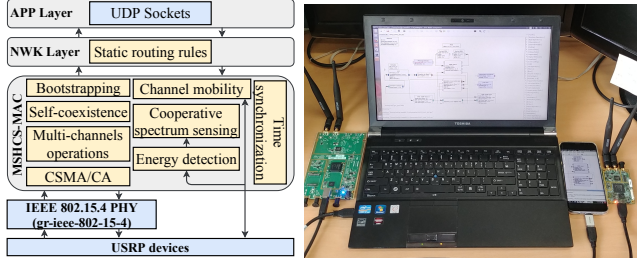 APP Layer
UDP Sockets
NWK Layer
Static routing rules
MSHCS-MAC
Bootstrapping
Channel mobility
Self-coexistence
Cooperative
spectrum sensing
Multi-channels
operations
Energy detection
CSMA/CA
Time
synchronization
IEEE 802.15.4 PHY
(gr-ieee-802-15-4)
USRP devices
TOSHIBA